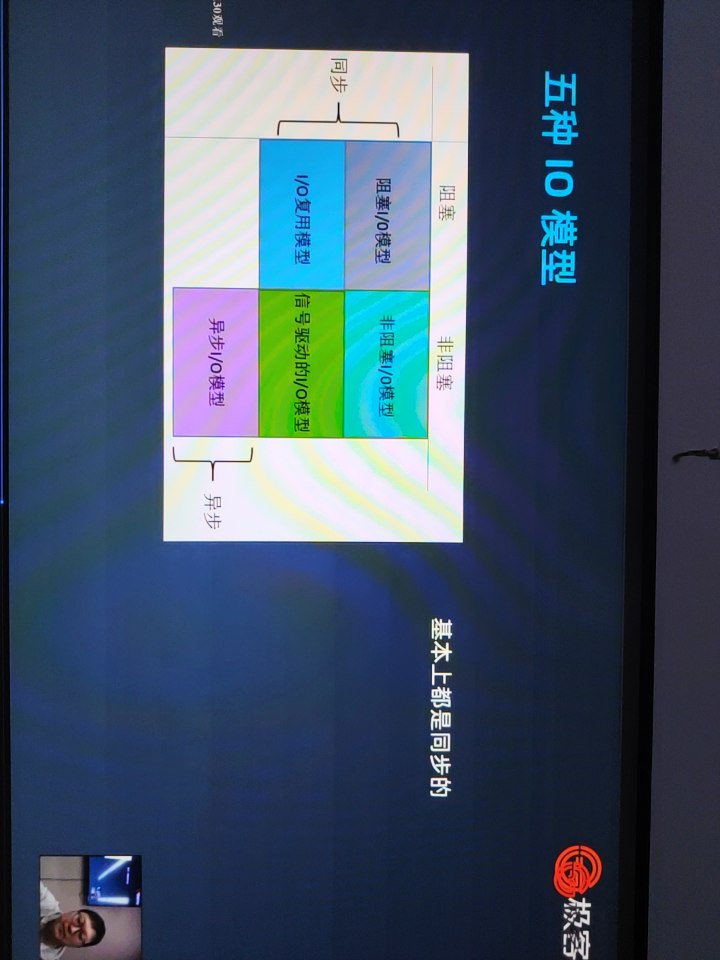 五种 IO 模型
极客
阻塞 非阻塞
基本上都是同步的
阻塞I/O模型 非阻塞I/O模型
同步
I/O复用模型 信号驱动的I/O模型
30观看
异步I/O模型 异步